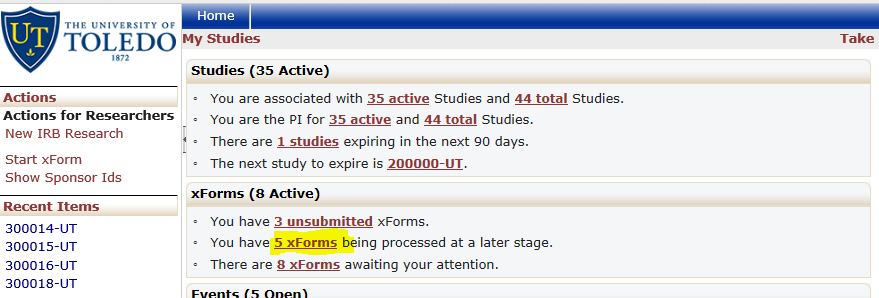 UT
THE UNIVERSITY OF
TOLEDO
1872
Home
My Studies
Take
Actions
Actions for Researchers
New IRB Research
Start xForm
Show Sponsor Ids
Recent Items
300014-UT
300015-UT
300016-UT
300018-UT
Studies (35 Active)
You are associated with 35 active Studies and 44 total Studies.
You are the PI for 35 active and 44 total Studies.
There are 1 studies expiring in the next 90 days.
The next study to expire is 200000-UT.
xForms (8 Active)
You have 3 unsubmitted xForms.
You have 5 xForms being processed at a later stage.
There are 8 xForms awaiting your attention.
Events (5 Open)